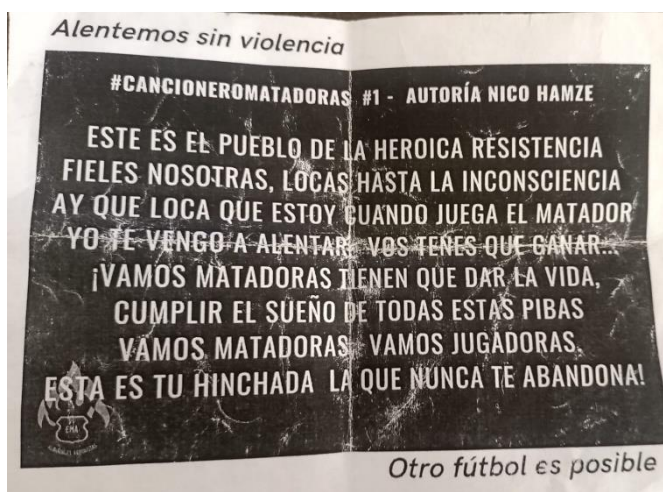 Alentemos sin violencia
#CANCIONEROMATADORAS #1 - AUTORÍA NICO HAMZE
ESTE ES EL PUEBLO DE LA HEROICA RESISTENCIA
FIELES NOSOTRAS, LOCAS HASTA LA INCONSCIENCIA
AY QUE LOCA QUE ESTOY CUANDO JUEGA EL MATADOR
YO TE VENGO A ALENTAR, VOS TENES QUE GANAR...
¡VAMOS MATADORAS TIENEN QUE DAR LA VIDA,
CUMPLIR EL SUEÑO DE TODAS ESTAS PIBAS
VAMOS MATADORAS, VAMOS JUGADORAS,
ESTA ES TU HINCHADA LA QUE NUNCA TE ABANDONA!
EMA
Otro fútbol es posible